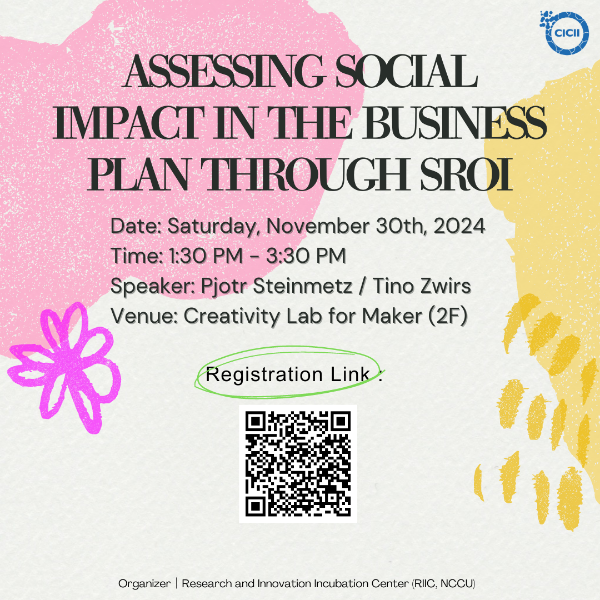 CICII
ASSESSING SOCIAL
IMPACT IN THE BUSINESS
PLAN THROUGH SROI
Date: Saturday, November 30th, 2024
Time: 1:30 PM - 3:30 PM
Speaker: Pjotr Steinmetz / Tino Zwirs
Venue: Creativity Lab for Maker (2F)
Registration Link :
Organizer | Research and Innovation Incubation Center (RIIC, NCCU)